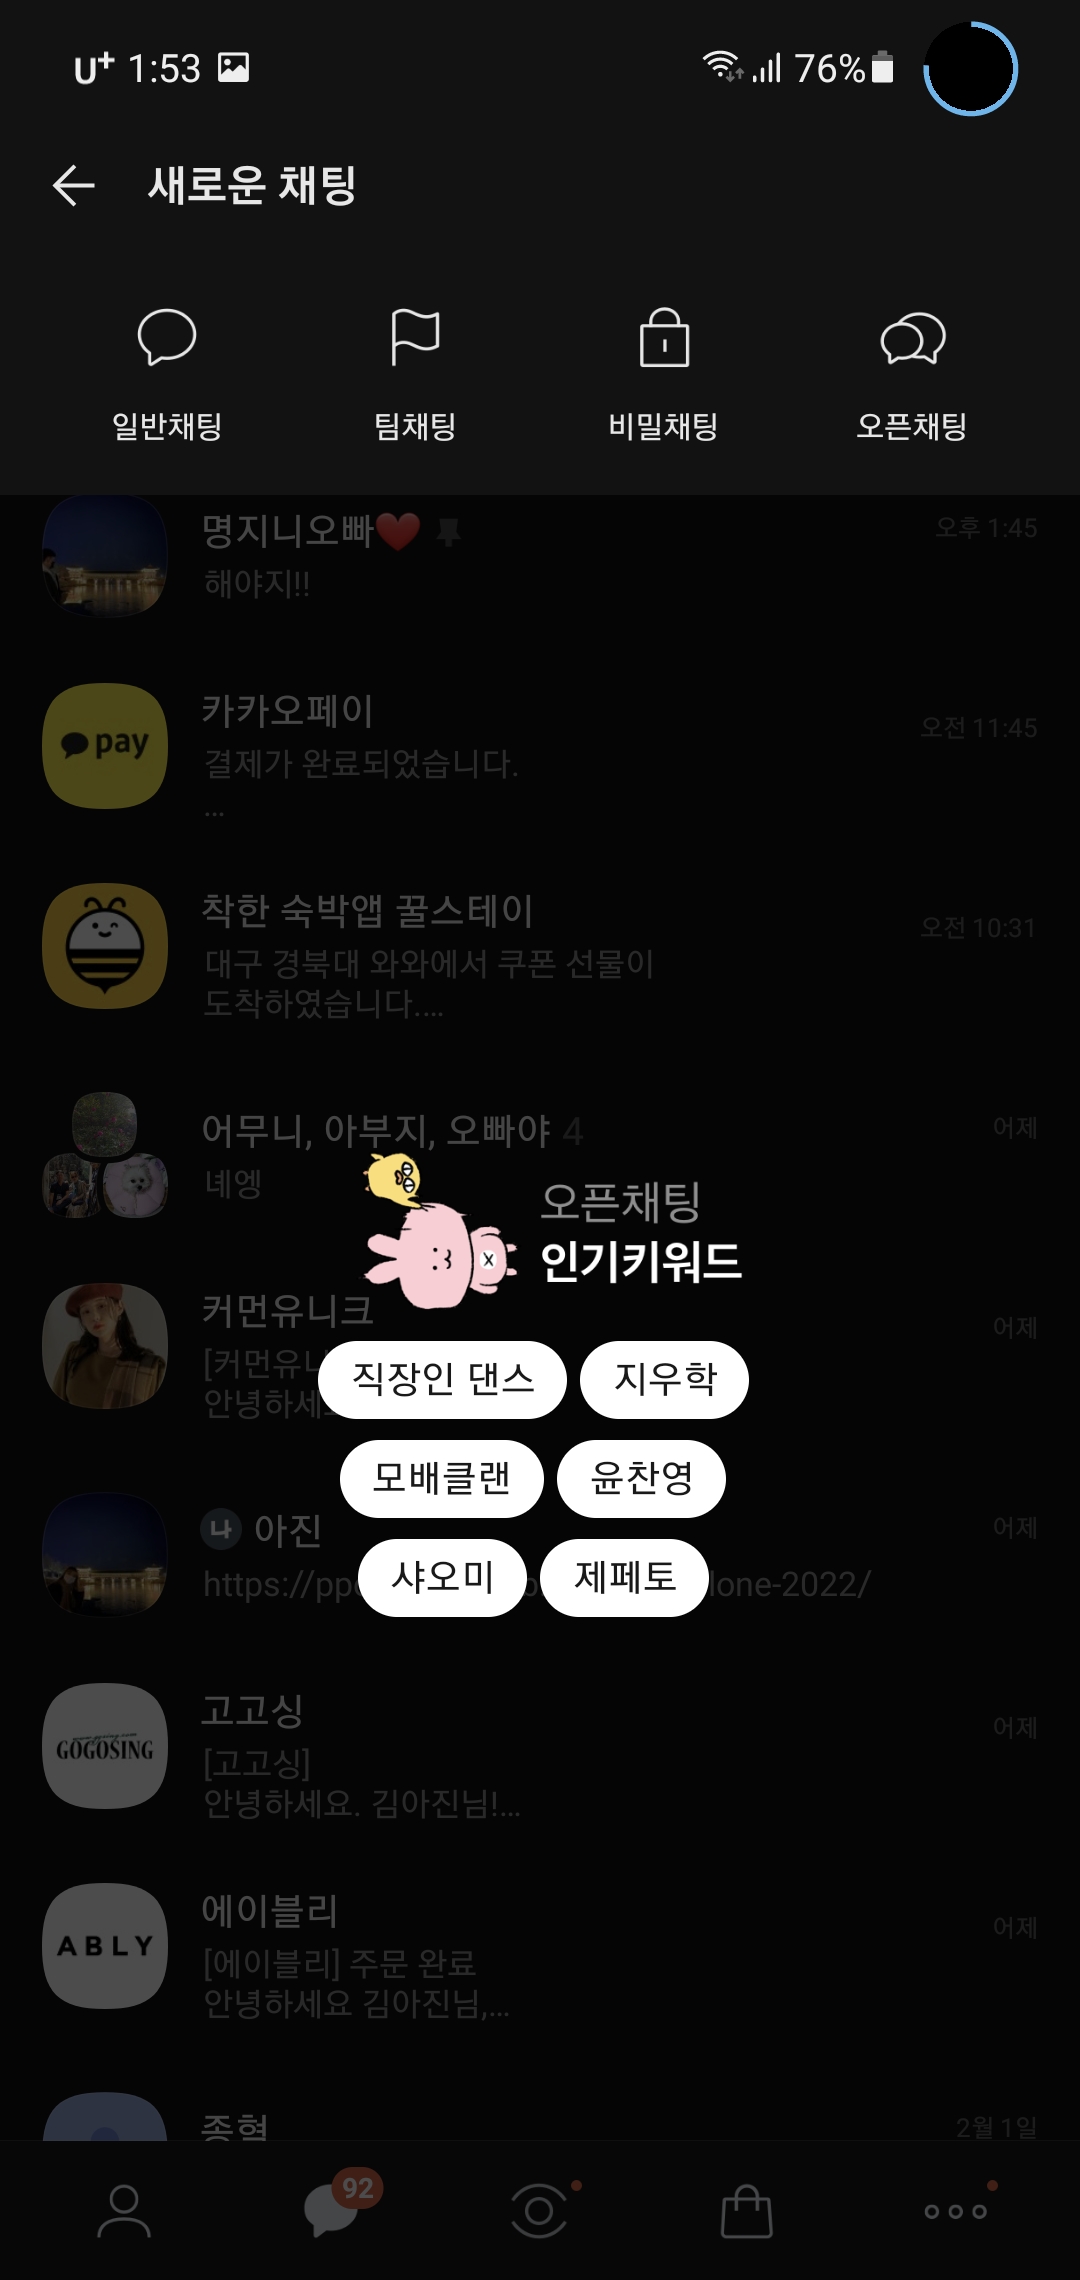 U+ 1:53 76%
새로운 채팅
일반채팅 팀채팅 비밀채팅 오픈채팅
명지니오빠❤️ 오후 1:45
해야지!!
pay
카카오페이 오전 11:45
결제가 완료되었습니다.
...
착한 숙박앱 꿀스테이 오전 10:31
대구 경북대 와와에서 쿠폰 선물이
도착하였습니다....
어무니, 아부지, 오빠야 4 어제
녜엥
오픈채팅
인기키워드
커먼유니크 어제
[커먼유니
안녕하세
직장인 댄스 지우학
모배클랜 윤찬영
샤오미 제페토
나 아진 어제
https://pp lone-2022/
GOGOSING
고고싱 어제
[고고싱]
안녕하세요. 김아진님!...
ABLY
에이블리 어제
[에이블리] 주문 완료
안녕하세요 김아진님,...
종혁 2월 1일
92